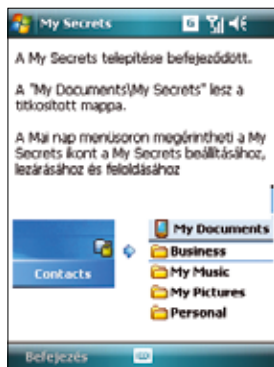 My Secrets
A My Secrets telepítése befejeződött.
A "My Documents\My Secrets" lesz a
titkosított mappa.
A Mai nap menüsoron megérintheti a My
Secrets ikont a My Secrets beállításához,
lezárásához és feloldásához
My Documents
Business
Contacts
My Music
My Pictures
Personal
Befejezés